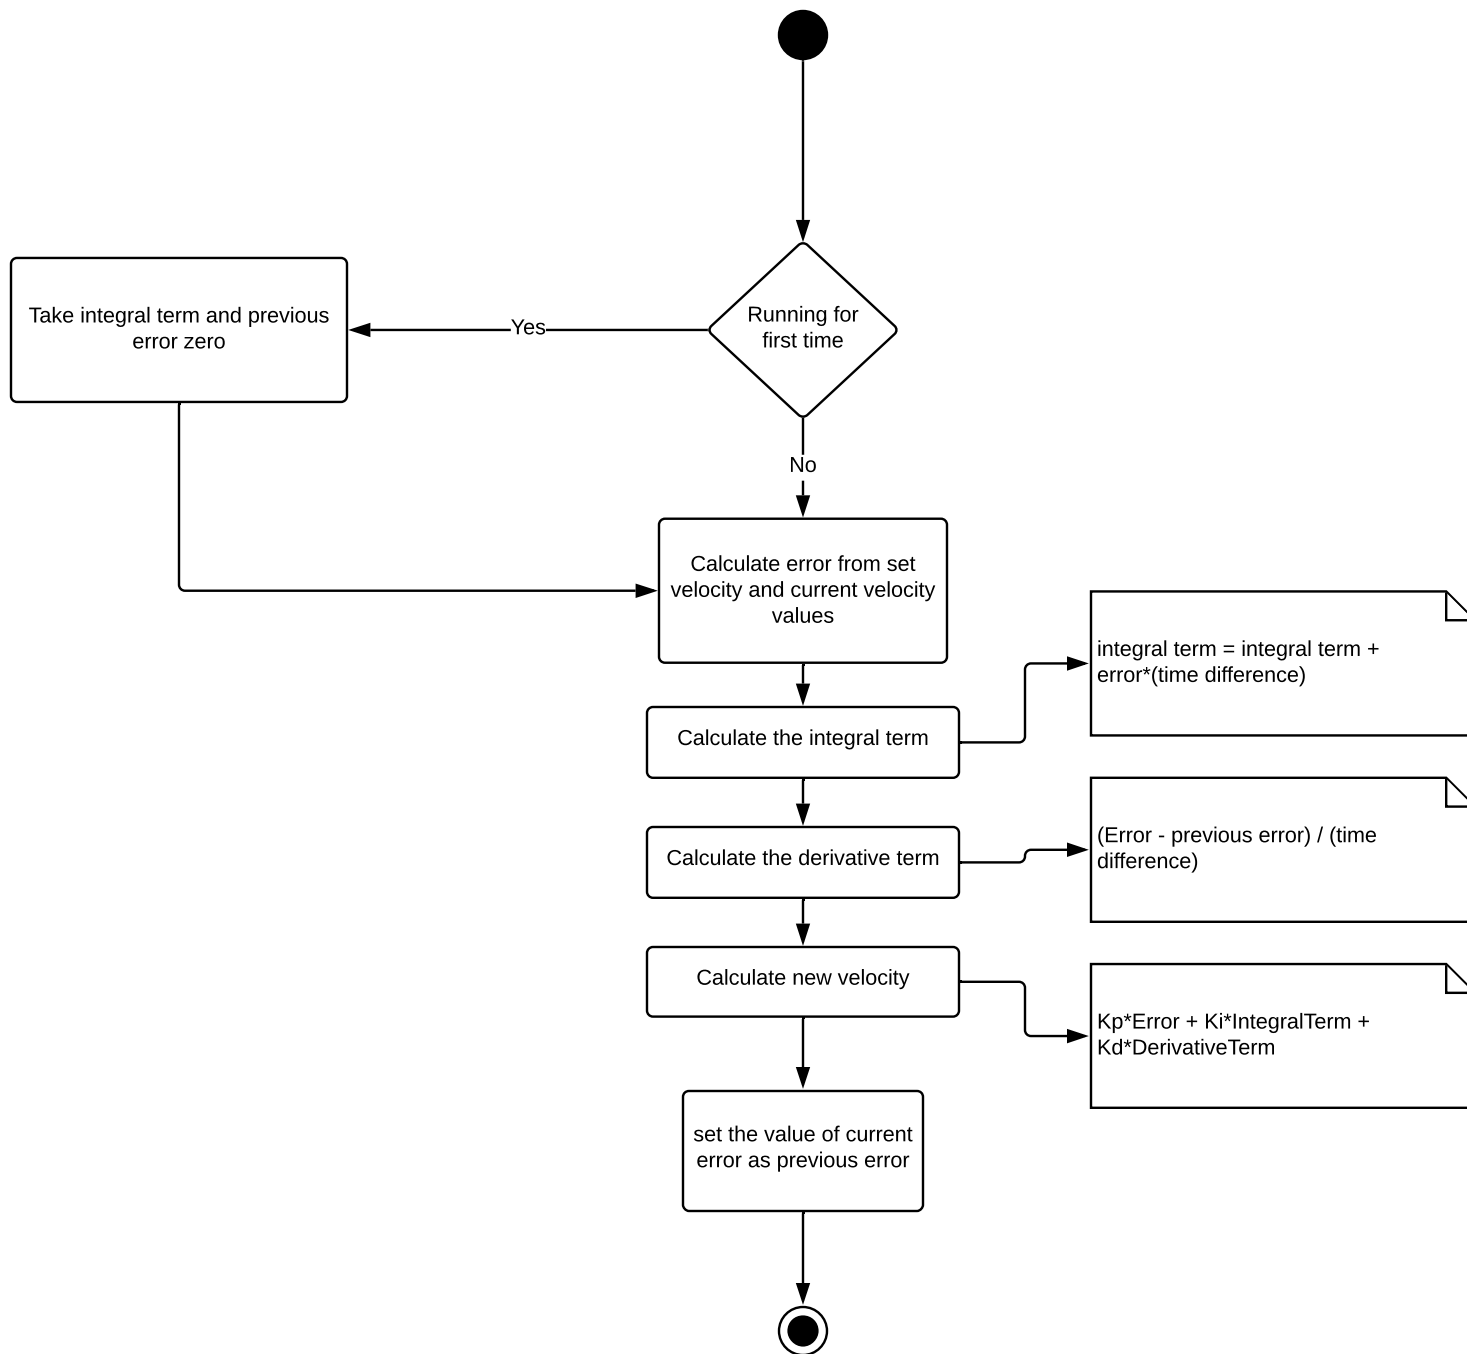 Running for
first time
Yes
Take integral term and previous
error zero
No
Calculate error from set
velocity and current velocity
values
integral term = integral term +
error*(time difference)
Calculate the integral term
(Error - previous error) / (time
difference)
Calculate the derivative term
Calculate new velocity
Kp*Error + Ki*IntegralTerm +
Kd*DerivativeTerm
set the value of current
error as previous error